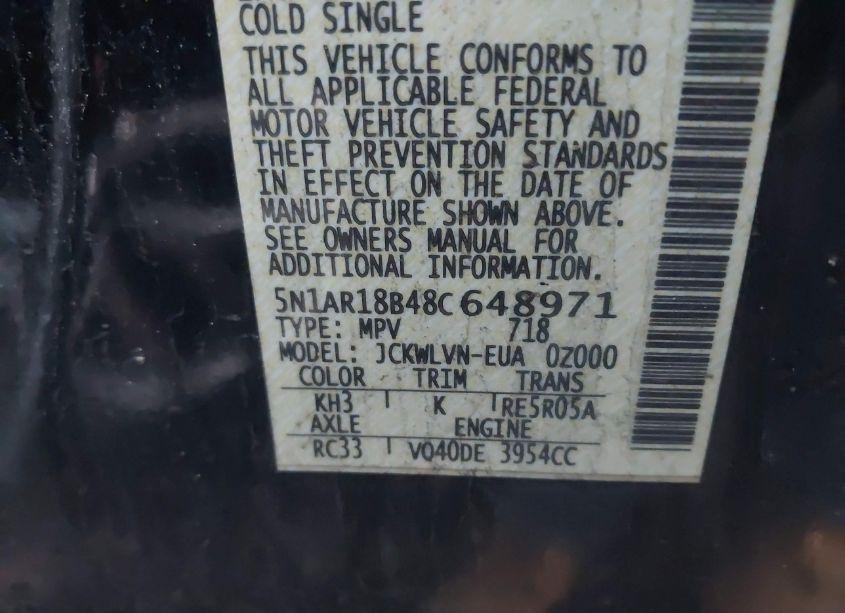 COLD SINGLE
THIS VEHICLE CONFORMS TO
ALL APPLICABLE FEDERAL
MOTOR VEHICLE SAFETY AND
THEFT PREVENTION STANDARDS
IN EFFECT ON THE DATE OF
MANUFACTURE SHOWN ABOVE.
SEE OWNERS MANUAL FOR
ADDITIONAL INFORMATION.
5N1AR18B48C648971
TYPE: MPV 718
MODEL: JCKWLVN-EUA 0Z000
COLOR TRIM TRANS
KH3 K RE5R05A
AXLE ENGINE
RC33 VQ40DE 3954CC